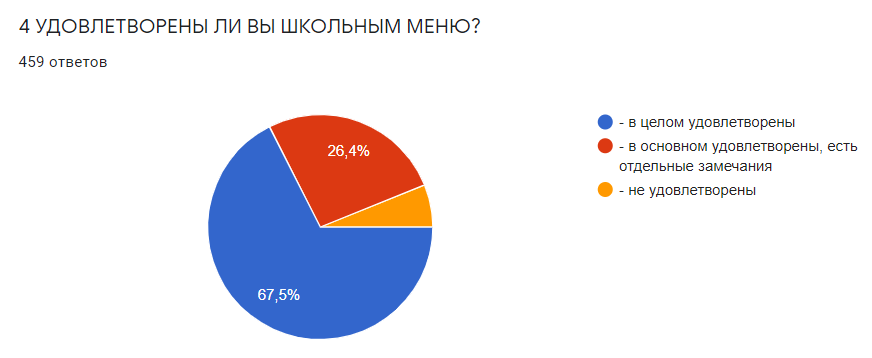 4 УДОВЛЕТВОРЕНЫ ЛИ ВЫ ШКОЛЬНЫМ МЕНЮ?
459 ответов
- в целом удовлетворены
- в основном удовлетворены, есть
отдельные замечания
- не удовлетворены
26,4%
67,5%